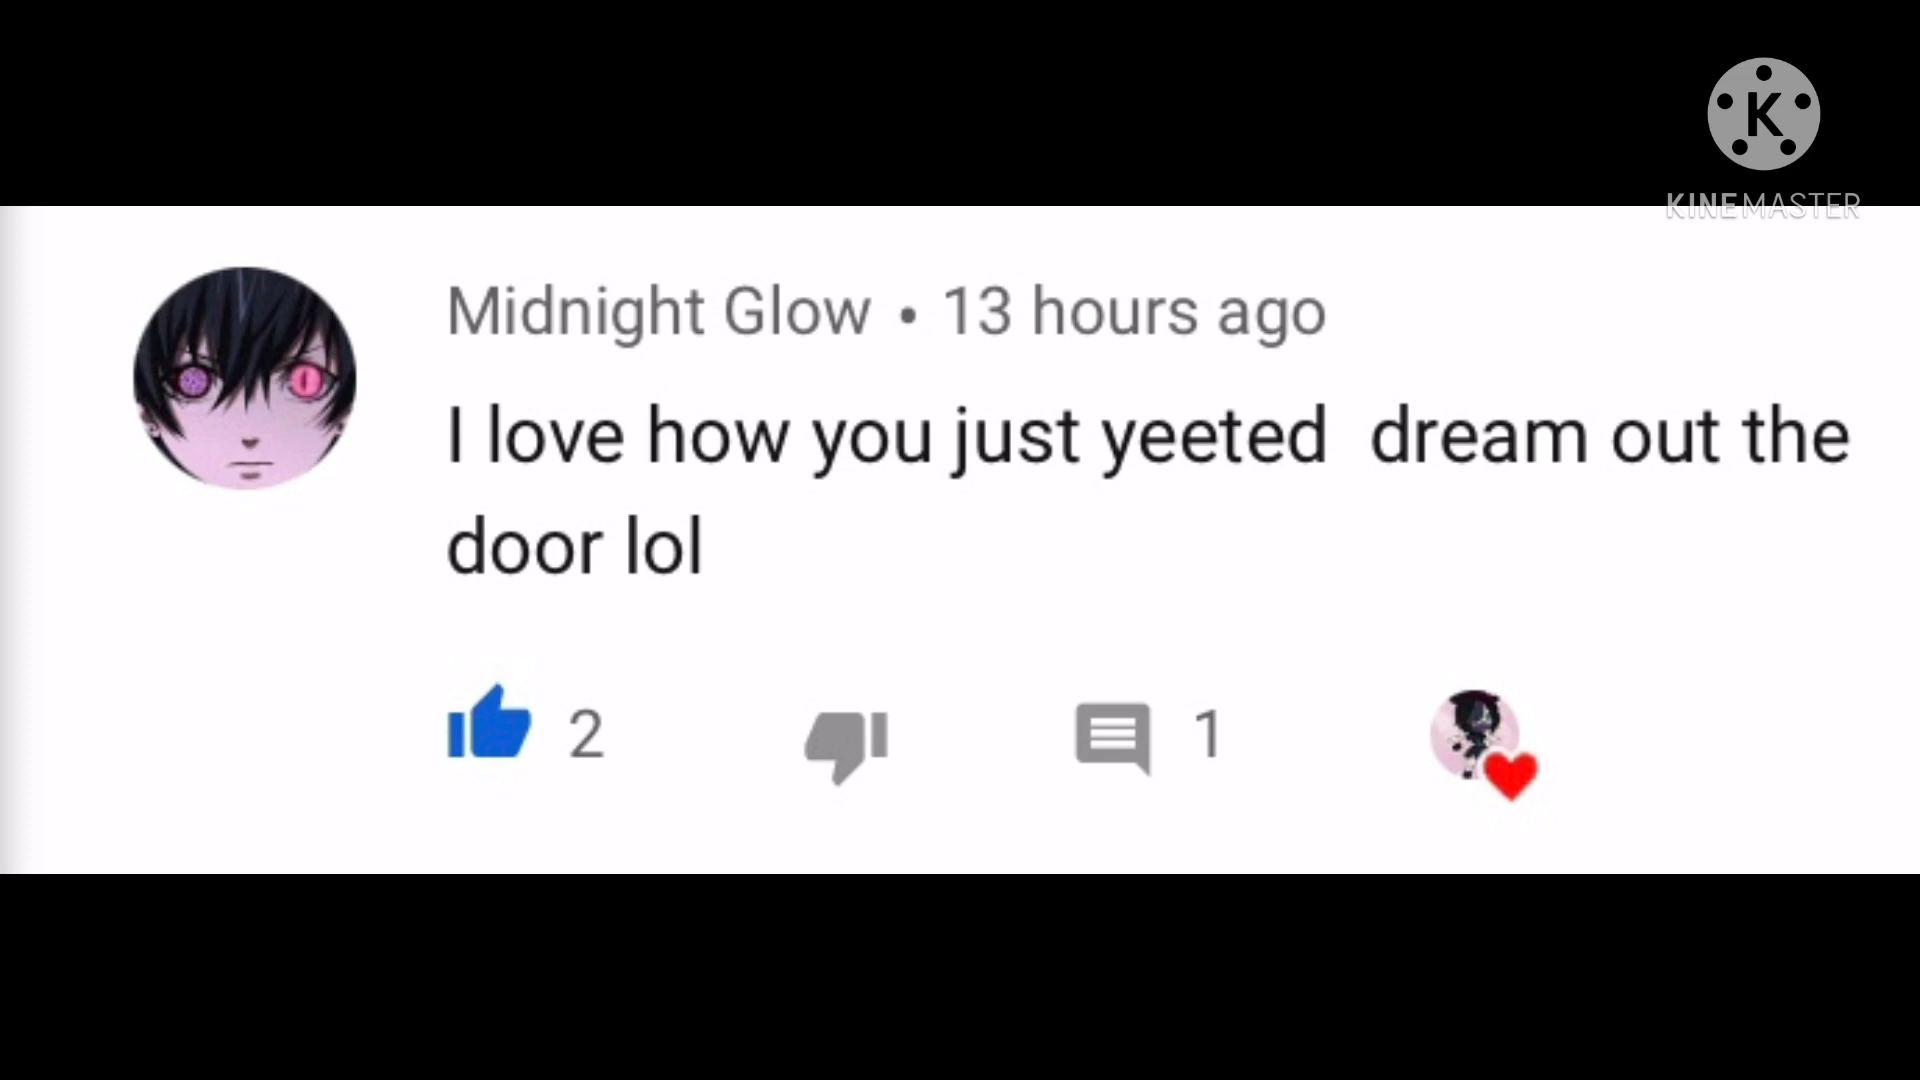 K
KINEMASTER
Midnight Glow • 13 hours ago
I love how you just yeeted  dream out the
door lol
2
1